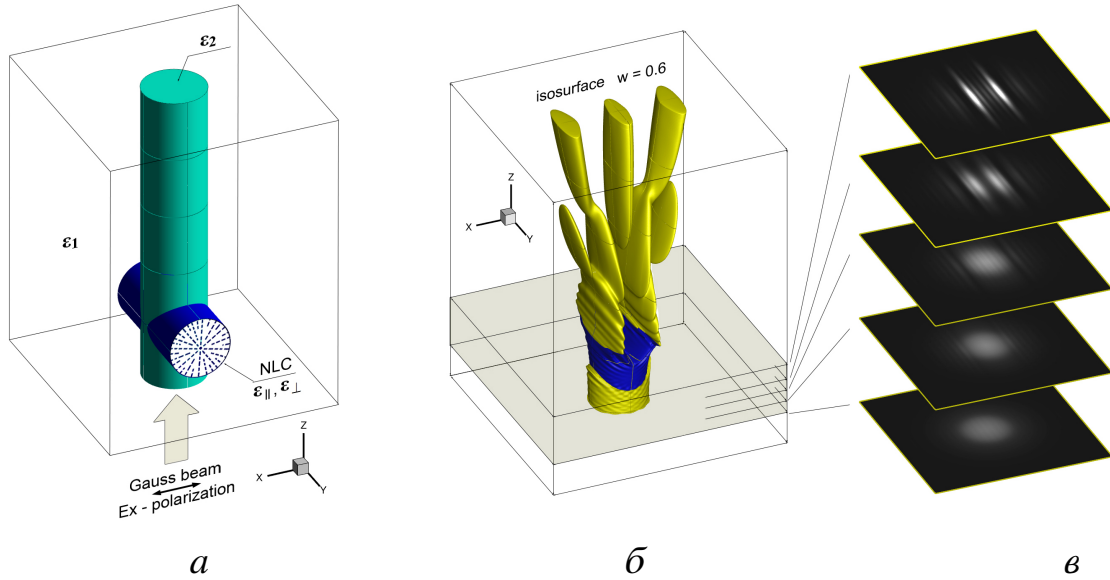 ε2
ε1
NLC
ε∥, ε⊥
Z
X
Y
Gauss beam
Ex - polarization
isosurface w = 0.6
Z
X
Y
а
б
в